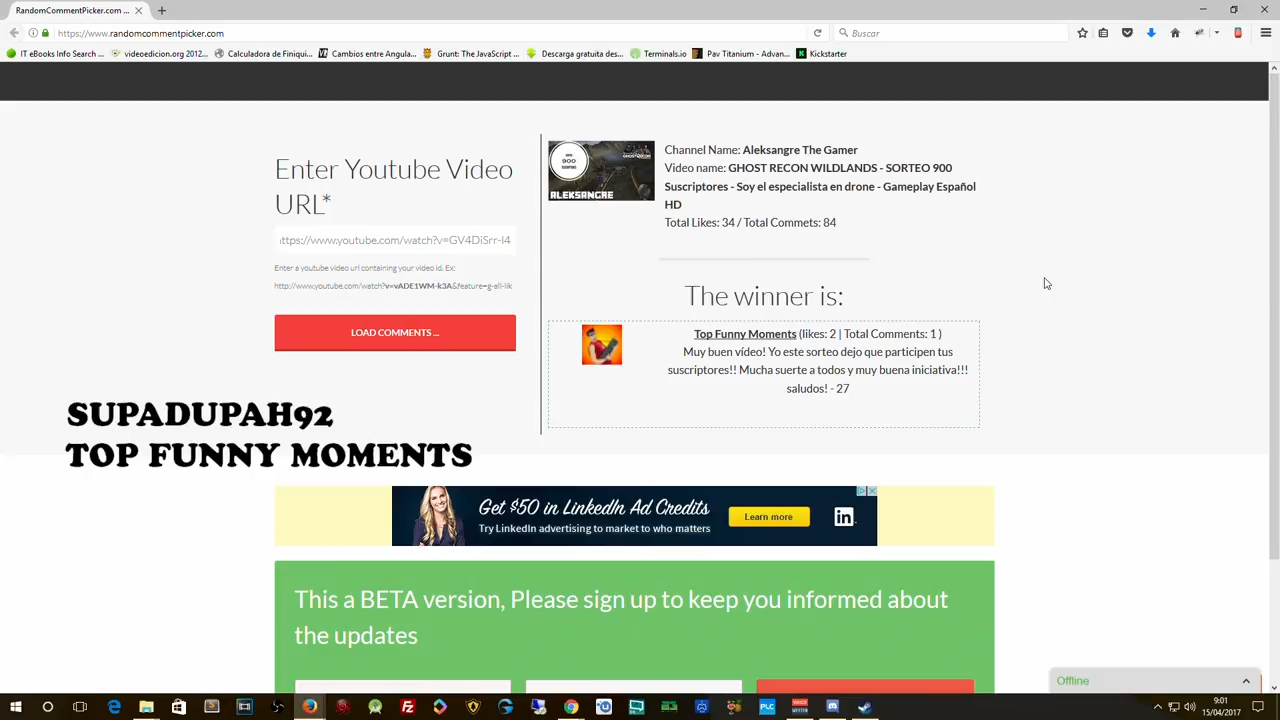 RandomCommentPicker.com ...
https://www.randomcommentpicker.com
Buscar
IT eBooks Info Search ...
videoedicion.org 2012...
Calculadora de Finiqui...
Cambios entre Angula...
Grunt: The JavaScript ...
Descarga gratuita des...
Terminals.io
Pav Titanium - Advan...
Kickstarter
Enter Youtube Video
URL*
ttps://www.youtube.com/watch?v=GV4DiSrr-I4
Enter a youtube video url containing your video id. Ex:
http://www.youtube.com/watch?v=vADE1WM-k3A&feature=g-all-lik
LOAD COMMENTS ...
900
ALEKSANGRE
Channel Name: Aleksangre The Gamer
Video name: GHOST RECON WILDLANDS - SORTEO 900
Suscriptores - Soy el especialista en drone - Gameplay Español
HD
Total Likes: 34 / Total Commets: 84
The winner is:
Top Funny Moments (likes: 2 | Total Comments: 1 )
Muy buen vídeo! Yo este sorteo dejo que participen tus
suscriptores!! Mucha suerte a todos y muy buena iniciativa!!!
saludos! - 27
SUPADUPAH92
TOP FUNNY MOMENTS
Get $50 in LinkedIn Ad Credits
Try LinkedIn advertising to market to who matters
Learn more
in
This a BETA version, Please sign up to keep you informed about
the updates
Offline
PLC
9:01
15/04/2017